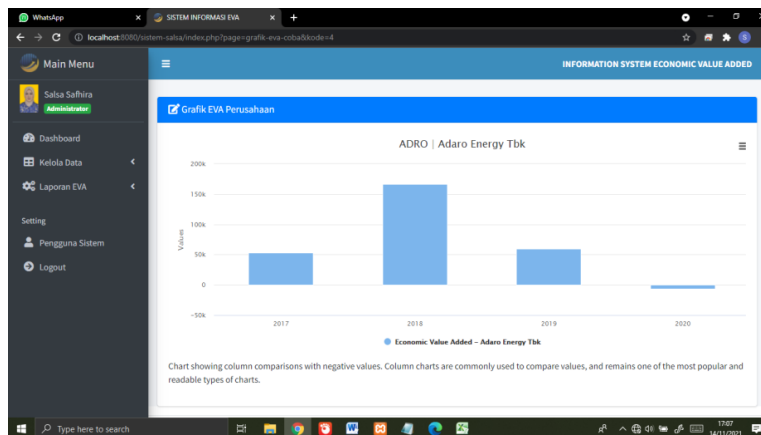 WhatsApp
SISTEM INFORMASI EVA
localhost:8080/sistem-salsa/index.php?page=grafik-eva-coba&kode=4
S
Main Menu
INFORMATION SYSTEM ECONOMIC VALUE ADDED
Salsa Safhira
Administrator
Dashboard
Kelola Data
Laporan EVA
Setting
Pengguna Sistem
Logout
Grafik EVA Perusahaan
ADRO | Adaro Energy Tbk
200k
150k
100k
50k
0
-50k
Values
2017
2018
2019
2020
Economic Value Added – Adaro Energy Tbk
Chart showing column comparisons with negative values. Column charts are commonly used to compare values, and remains one of the most popular and
readable types of charts.
Type here to search
17:07
14/11/2021